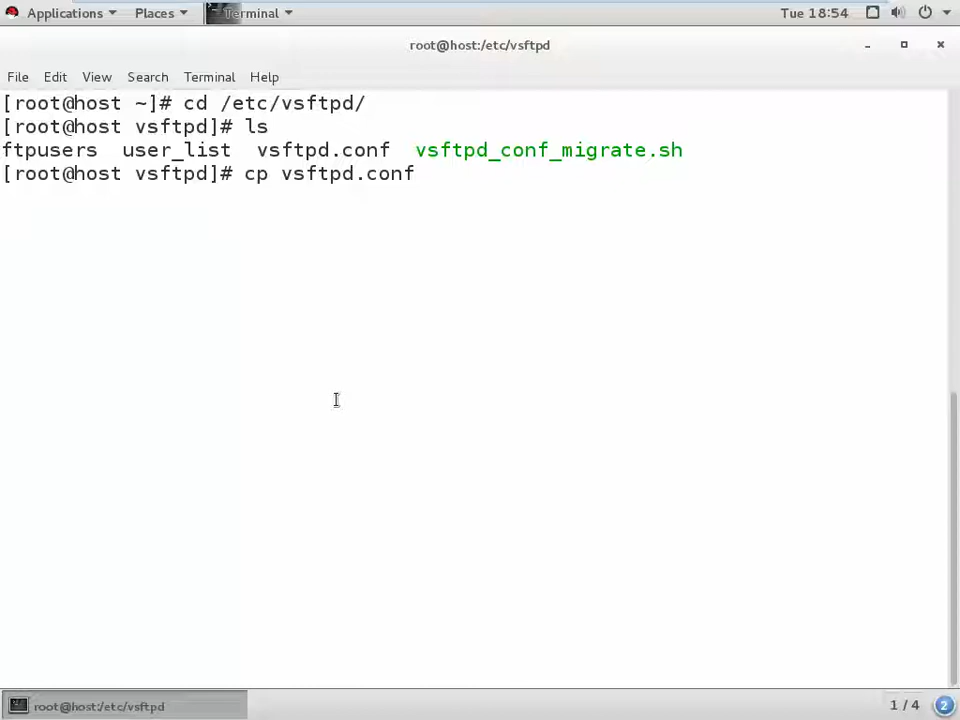 Applications Places Terminal Tue 18:54
root@host:/etc/vsftpd
File Edit View Search Terminal Help
[root@host ~]# cd /etc/vsftpd/
[root@host vsftpd]# ls
ftpusers user_list vsftpd.conf vsftpd_conf_migrate.sh
[root@host vsftpd]# cp vsftpd.conf
root@host:/etc/vsftpd 1 / 4 2